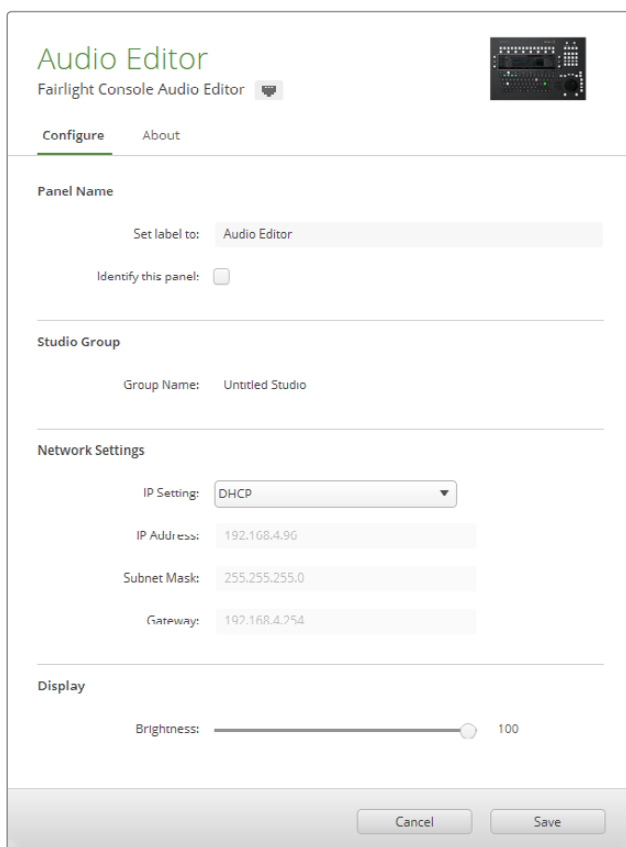 Audio Editor
Fairlight Console Audio Editor
Configure About
Panel Name
Set label to: Audio Editor
Identify this panel:
Studio Group
Group Name: Untitled Studio
Network Settings
IP Setting: DHCP
IP Address: 192.168.4.96
Subnet Mask: 255.255.255.0
Gateway: 192.168.4.254
Display
Brightness: 100
Cancel Save